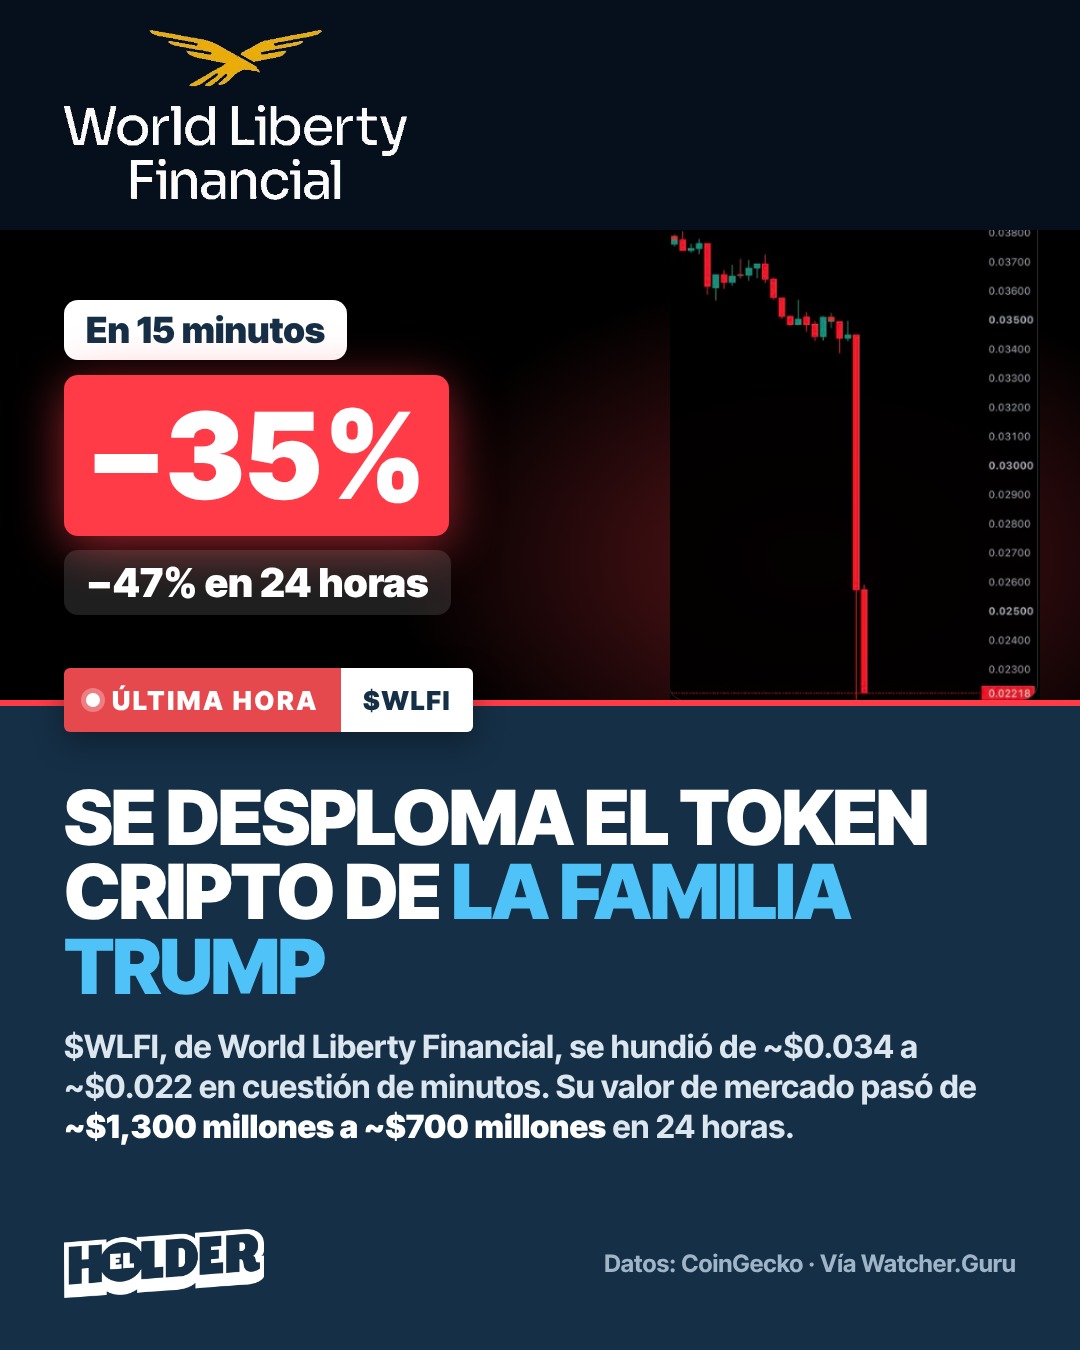 World Liberty
Financial
En 15 minutos
–35%
–47% en 24 horas
0.03800
0.03700
0.03600
0.03500
0.03400
0.03300
0.03200
0.03100
0.03000
0.02900
0.02800
0.02700
0.02600
0.02500
0.02400
0.02300
0.02218
ÚLTIMA HORA
$WLFI
SE DESPLOMA EL TOKEN
CRIPTO DE LA FAMILIA
TRUMP
$WLFI, de World Liberty Financial, se hundió de ~$0.034 a
~$0.022 en cuestión de minutos. Su valor de mercado pasó de
~$1,300 millones a ~$700 millones en 24 horas.
EL HOLDER
Datos: CoinGecko · Vía Watcher.Guru